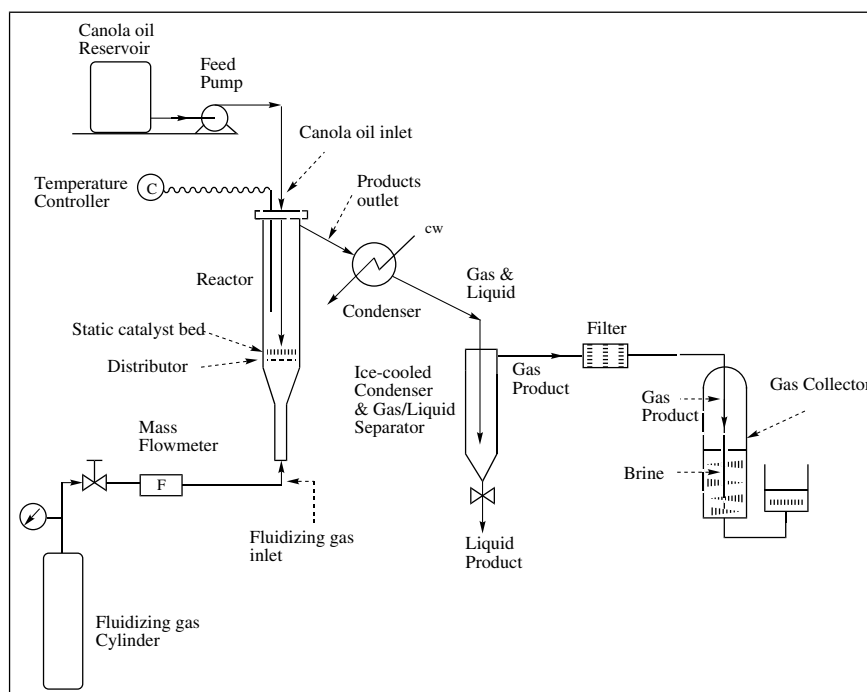 Canola oil
Reservoir
Feed
Pump
Canola oil inlet
Temperature
Controller
C
Products
outlet
cw
Reactor
Condenser
Gas &
Liquid
Static catalyst bed
Distributor
Filter
Ice-cooled
Condenser
& Gas/Liquid
Separator
Gas
Product
Gas Collector
Gas
Product
Mass
Flowmeter
Brine
F
Fluidizing gas
inlet
Liquid
Product
Fluidizing gas
Cylinder